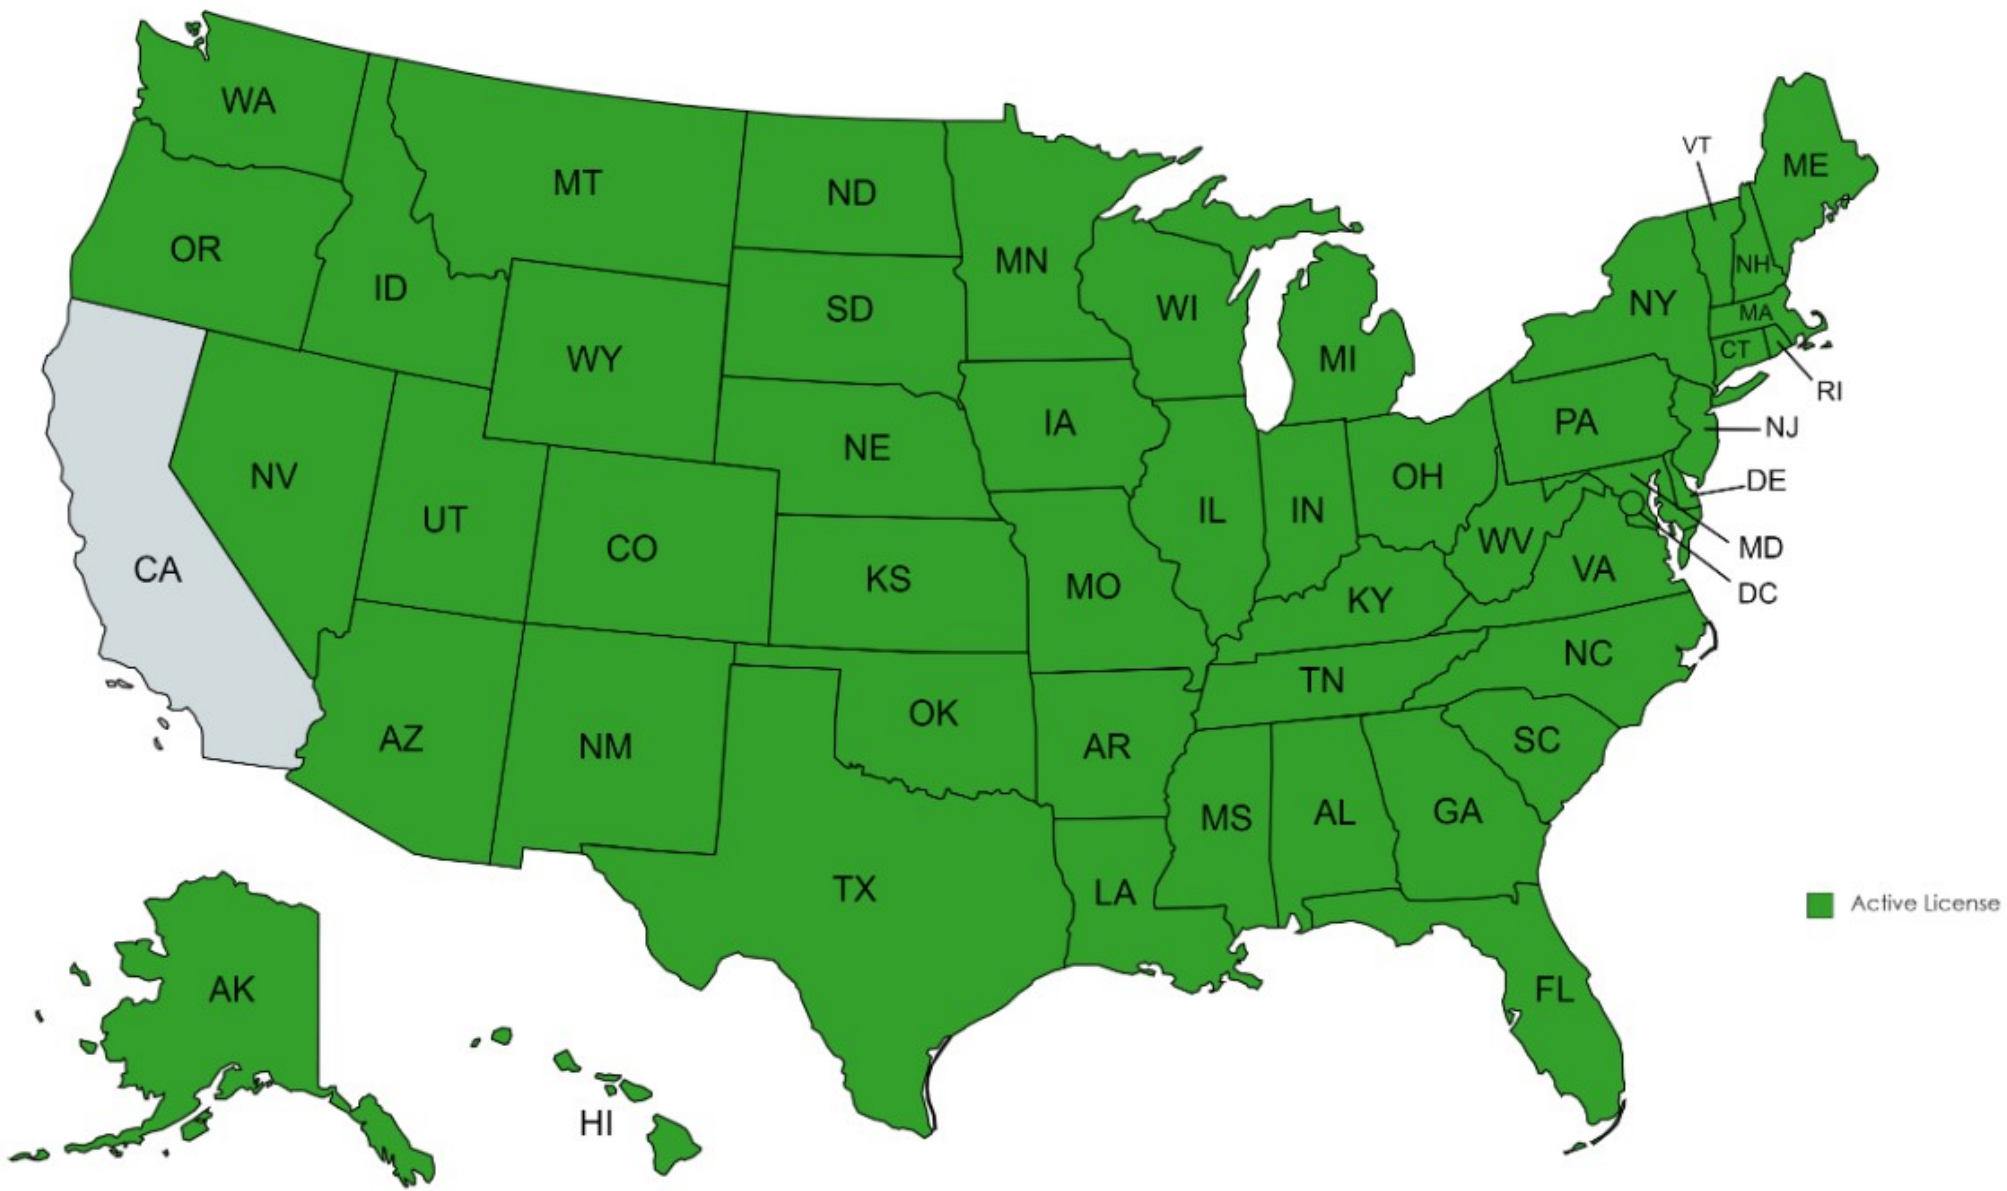 WA
VT
ME
MT
ND
OR
MN
NH
ID
SD
WI
NY
MA
WY
MI
CT
RI
IA
PA
NJ
NE
NV
OH
DE
UT
IL
IN
CO
WV
MD
CA
KS
MO
VA
DC
KY
NC
TN
OK
SC
AZ
NM
AR
MS
AL
GA
TX
LA
Active License
AK
FL
HI